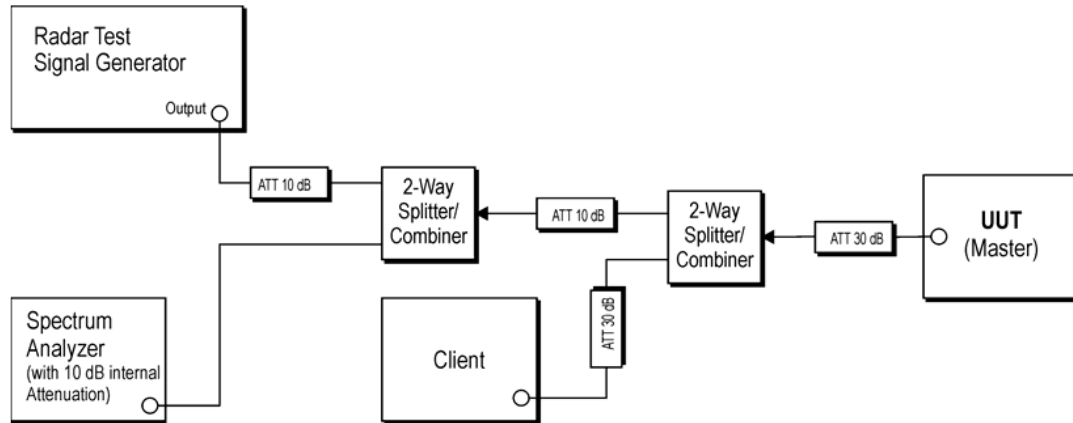 Radar Test
Signal Generator
Output
ATT 10 dB
2-Way
Splitter/
Combiner
ATT 10 dB
2-Way
Splitter/
Combiner
ATT 30 dB
UUT
(Master)
Spectrum
Analyzer
(with 10 dB internal
Attenuation)
Client
ATT 30 dB